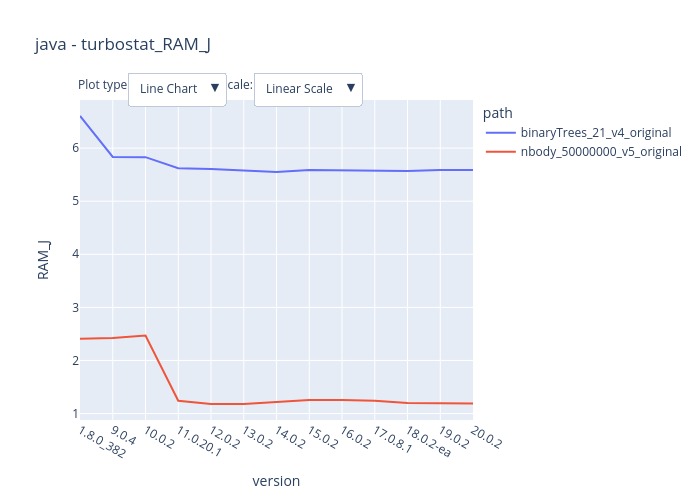 java - turbostat_RAM_J
Plot type
Line Chart ▼
cale:
Linear Scale ▼
path
binaryTrees_21_v4_original
nbody_50000000_v5_original
RAM_J
6
5
4
3
2
1
1.8.0_382
9.0.4
10.0.2
11.0.20.1
12.0.2
13.0.2
14.0.2
15.0.2
16.0.2
17.0.8.1
18.0.2-ea
19.0.2
20.0.2
version